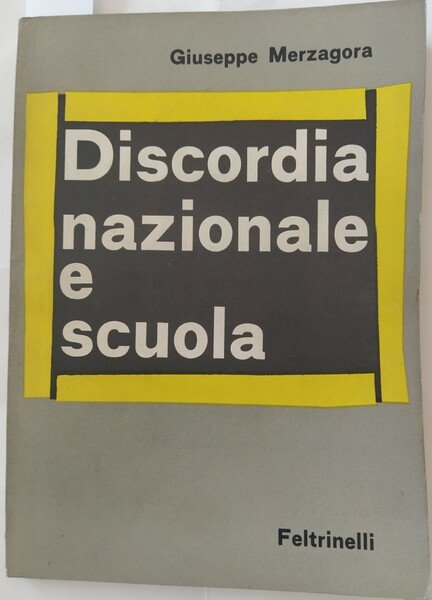 Giuseppe Merzagora
Discordia
nazionale
e
scuola
Feltrinelli